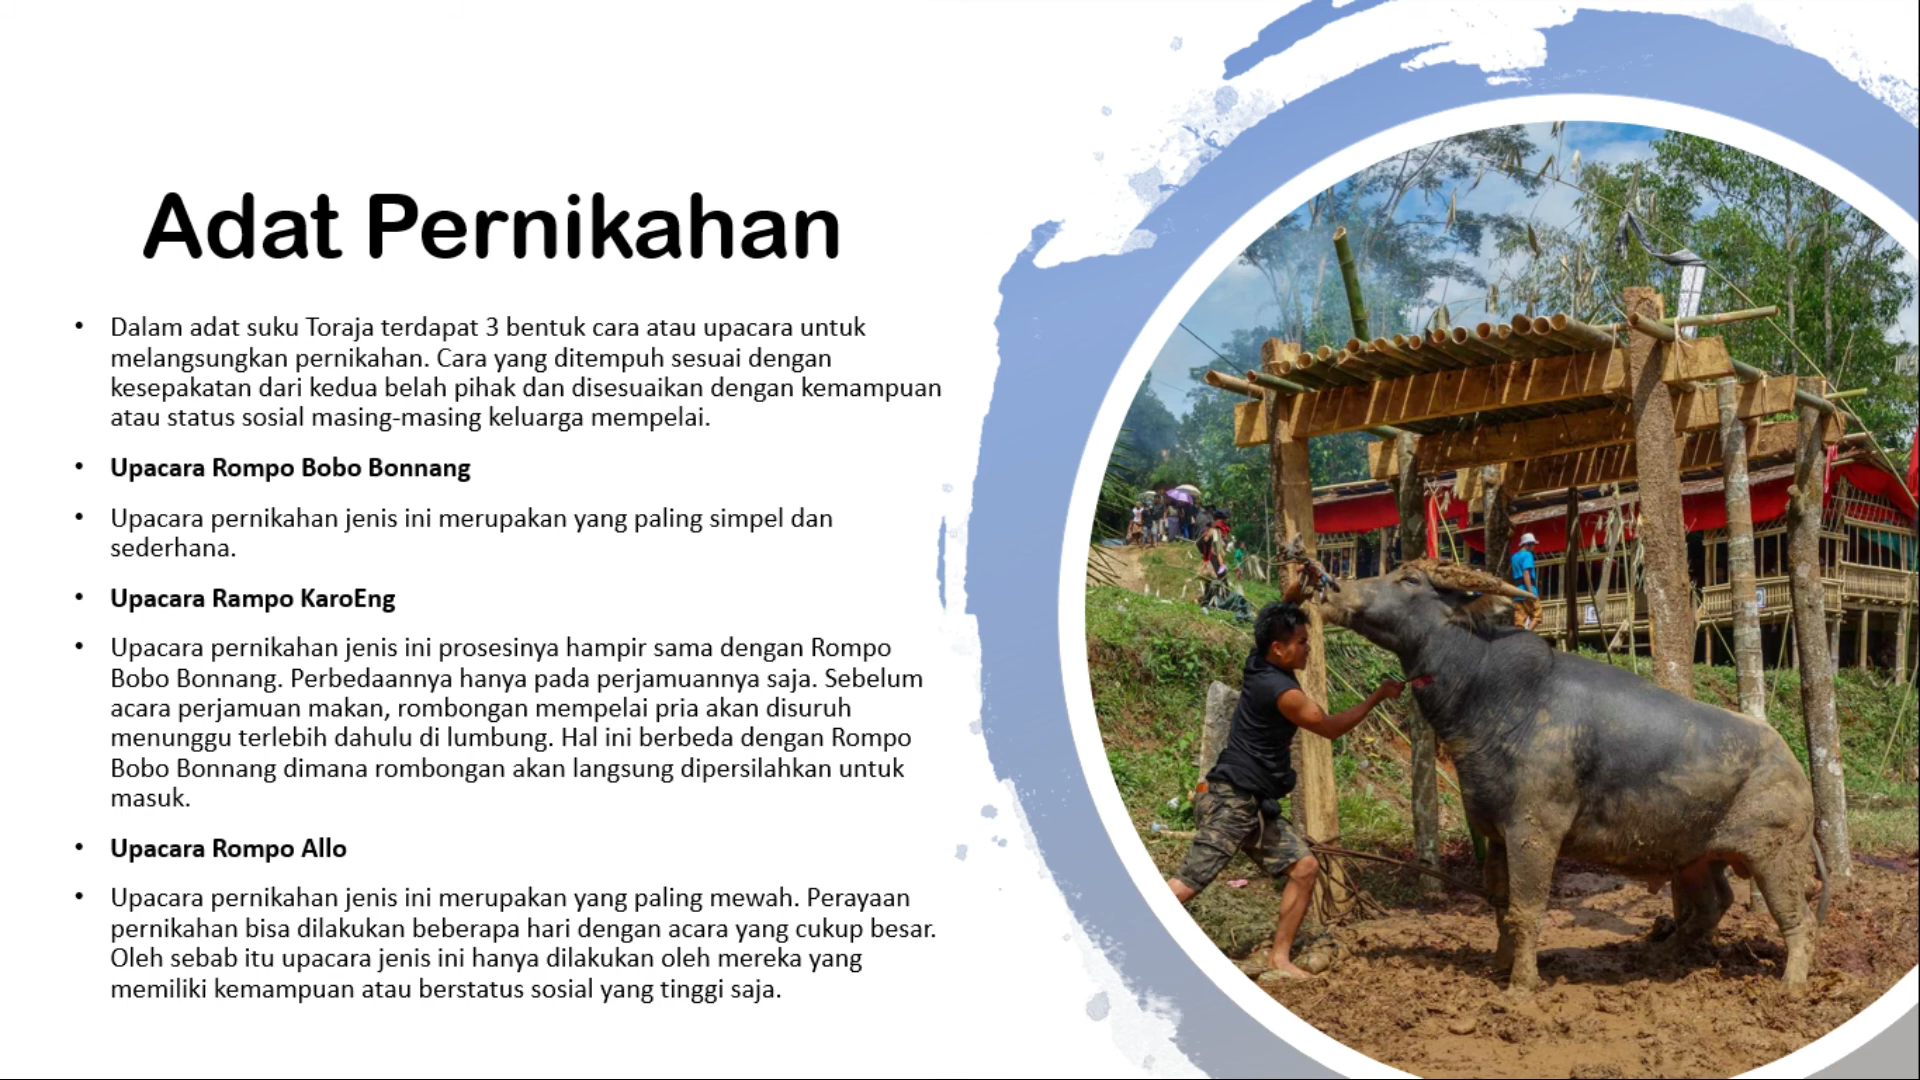 Adat Pernikahan
• Dalam adat suku Toraja terdapat 3 bentuk cara atau upacara untuk
melangsungkan pernikahan. Cara yang ditempuh sesuai dengan
kesepakatan dari kedua belah pihak dan disesuaikan dengan kemampuan
atau status sosial masing-masing keluarga mempelai.
• Upacara Rompo Bobo Bonnang
• Upacara pernikahan jenis ini merupakan yang paling simpel dan
sederhana.
• Upacara Rampo KaroEng
• Upacara pernikahan jenis ini prosesinya hampir sama dengan Rompo
Bobo Bonnang. Perbedaannya hanya pada perjamuannya saja. Sebelum
acara perjamuan makan, rombongan mempelai pria akan disuruh
menunggu terlebih dahulu di lumbung. Hal ini berbeda dengan Rompo
Bobo Bonnang dimana rombongan akan langsung dipersilahkan untuk
masuk.
• Upacara Rompo Allo
• Upacara pernikahan jenis ini merupakan yang paling mewah. Perayaan
pernikahan bisa dilakukan beberapa hari dengan acara yang cukup besar.
Oleh sebab itu upacara jenis ini hanya dilakukan oleh mereka yang
memiliki kemampuan atau berstatus sosial yang tinggi saja.